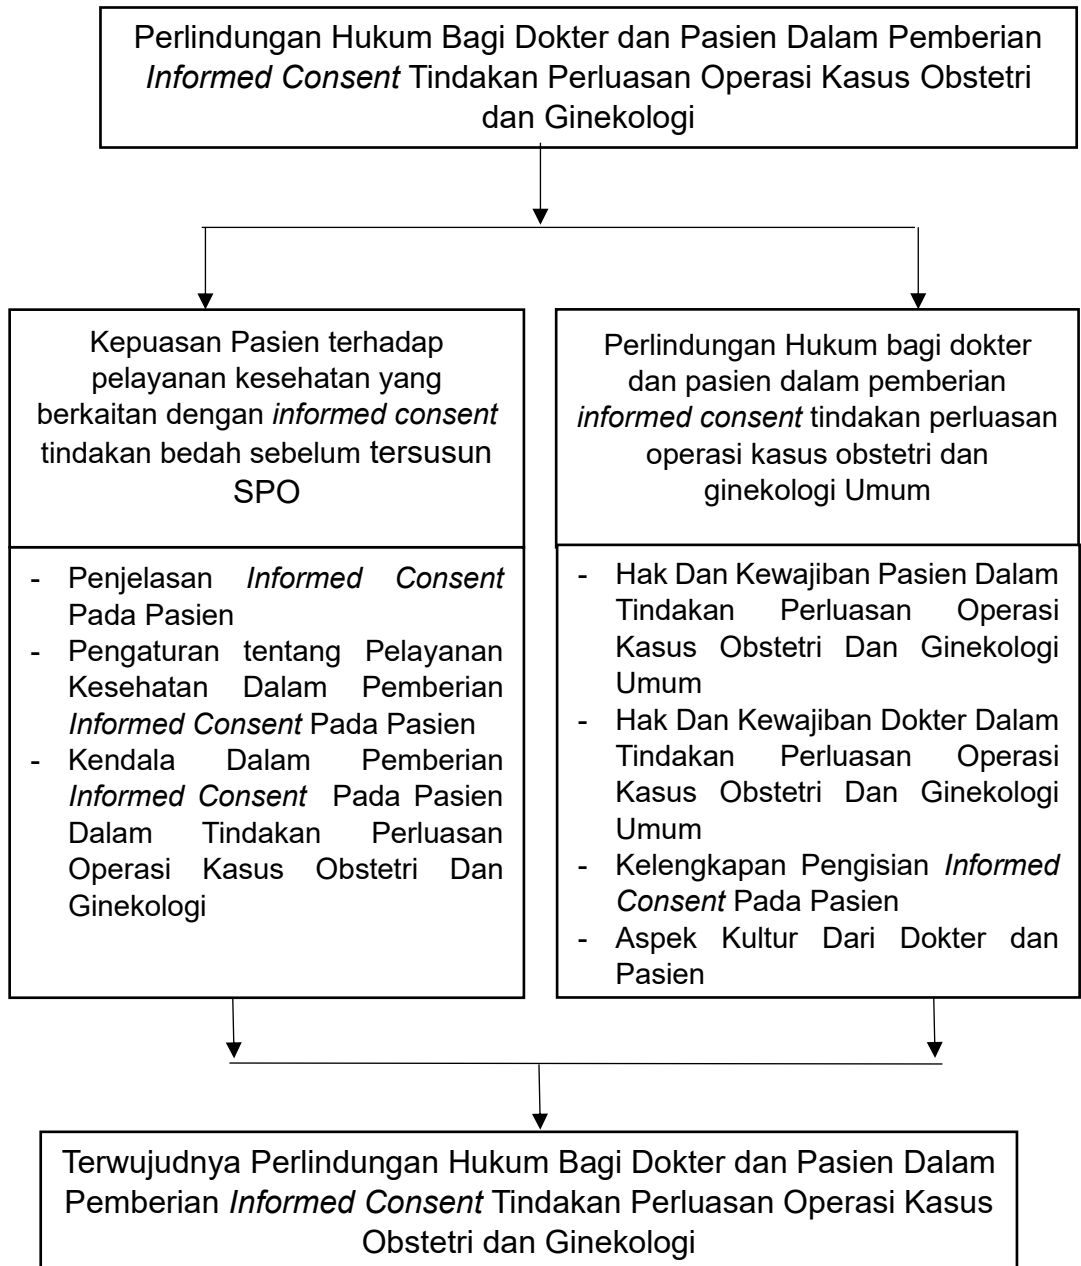 Perlindungan Hukum Bagi Dokter dan Pasien Dalam Pemberian
Informed Consent Tindakan Perluasan Operasi Kasus Obstetri
dan Ginekologi
Kepuasan Pasien terhadap
pelayanan kesehatan yang
berkaitan dengan informed consent
tindakan bedah sebelum tersusun
SPO
- Penjelasan Informed Consent
Pada Pasien
- Pengaturan tentang Pelayanan
Kesehatan Dalam Pemberian
Informed Consent Pada Pasien
- Kendala Dalam Pemberian
Informed Consent Pada Pasien
Dalam Tindakan Perluasan
Operasi Kasus Obstetri Dan
Ginekologi
Perlindungan Hukum bagi dokter
dan pasien dalam pemberian
informed consent tindakan perluasan
operasi kasus obstetri dan
ginekologi Umum
- Hak Dan Kewajiban Pasien Dalam
Tindakan Perluasan Operasi
Kasus Obstetri Dan Ginekologi
Umum
- Hak Dan Kewajiban Dokter Dalam
Tindakan Perluasan Operasi
Kasus Obstetri Dan Ginekologi
Umum
- Kelengkapan Pengisian Informed
Consent Pada Pasien
- Aspek Kultur Dari Dokter dan
Pasien
Terwujudnya Perlindungan Hukum Bagi Dokter dan Pasien Dalam
Pemberian Informed Consent Tindakan Perluasan Operasi Kasus
Obstetri dan Ginekologi